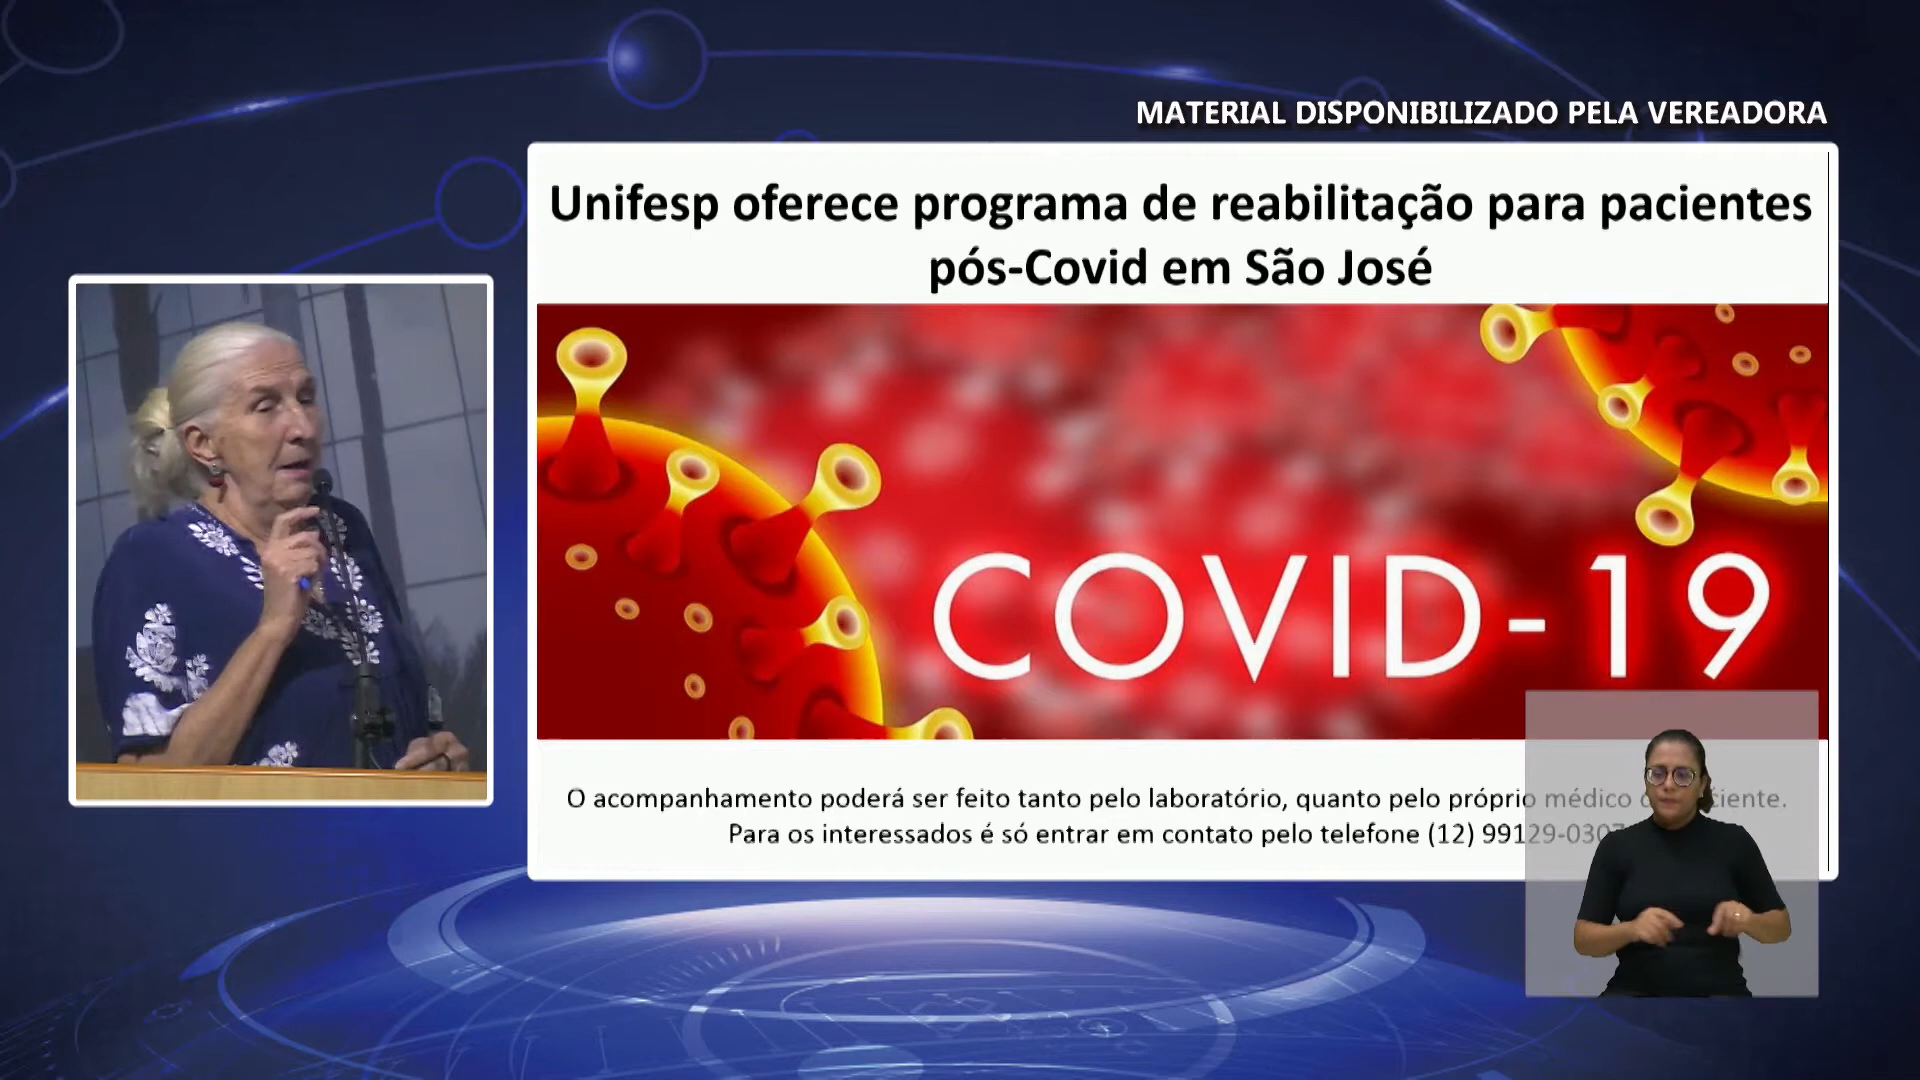 MATERIAL DISPONIBILIZADO PELA VEREADORA
Unifesp oferece programa de reabilitação para pacientes
pós-Covid em São José
COVID-19
O acompanhamento poderá ser feito tanto pelo laboratório, quanto pelo próprio médico
Para os interessados é só entrar em contato pelo telefone (12) 99129-0307